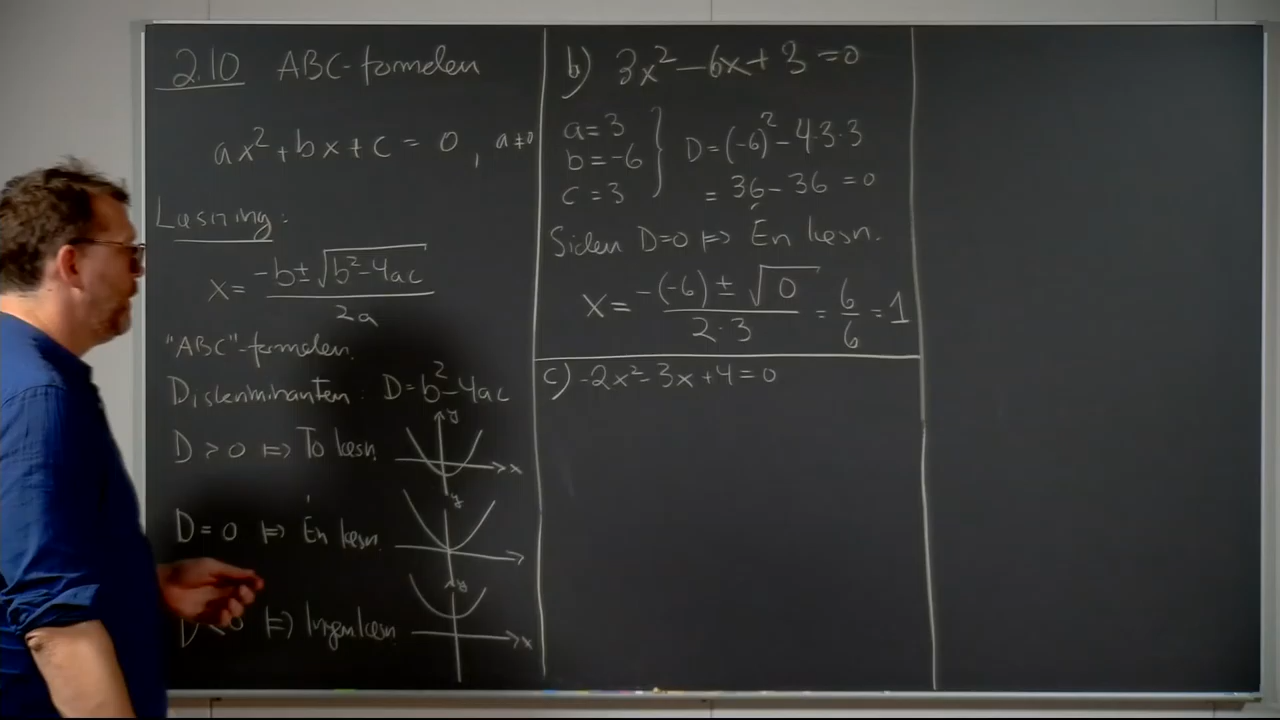 2.10 ABC-formelen
ax² + bx + c = 0, a ≠ 0
Løsning:
x = (-b ± √(b² - 4ac)) / 2a
"ABC"-formelen.
Diskriminanten: D = b² - 4ac
D > 0 ⇔ To løsn.
y
x
D = 0 ⇔ Én løsn.
y
D < 0 ⇔ Ingen løsn.
y
x
b) 3x² - 6x + 3 = 0
a = 3
b = -6
c = 3
D = (-6)² - 4·3·3
= 36 - 36 = 0
Siden D = 0 ⇔ Én løsn.
x = (-(-6) ± √0) / (2·3) = 6/6 = 1
c) -2x² - 3x + 4 = 0